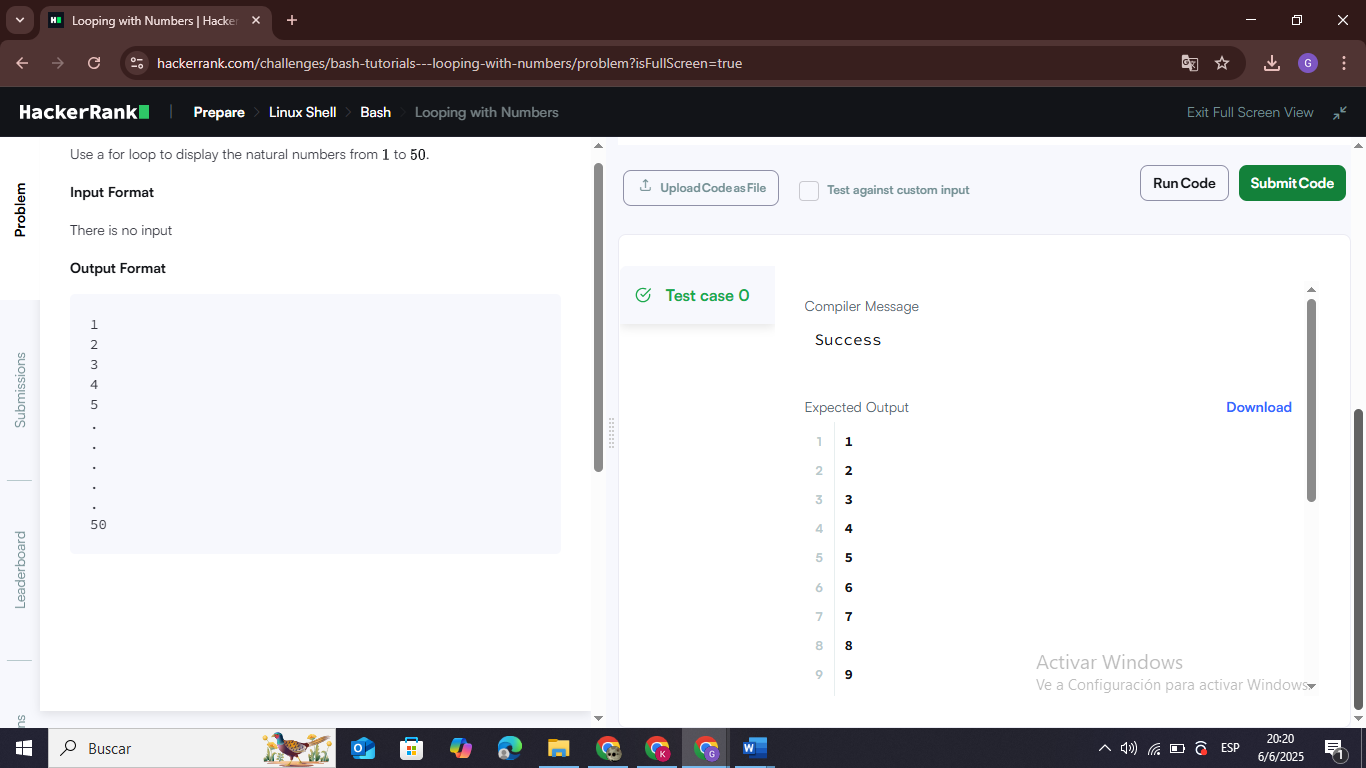 Looping with Numbers | Hacke
hackerrank.com/challenges/bash-tutorials---looping-with-numbers/problem?isFullScreen=true
G
HackerRank
Prepare
Linux Shell
Bash
Looping with Numbers
Exit Full Screen View
Problem
Submissions
Leaderboard
ns
Use a for loop to display the natural numbers from 1 to 50.
Input Format
There is no input
Output Format
1
2
3
4
5
.
.
.
.
.
50
Upload Code as File
Test against custom input
Run Code
Submit Code
Test case 0
Compiler Message
Success
Expected Output
Download
1 1
2 2
3 3
4 4
5 5
6 6
7 7
8 8
9 9
Activar Windows
Ve a Configuración para activar Windows.
Buscar
ESP
20:20
6/6/2025
1